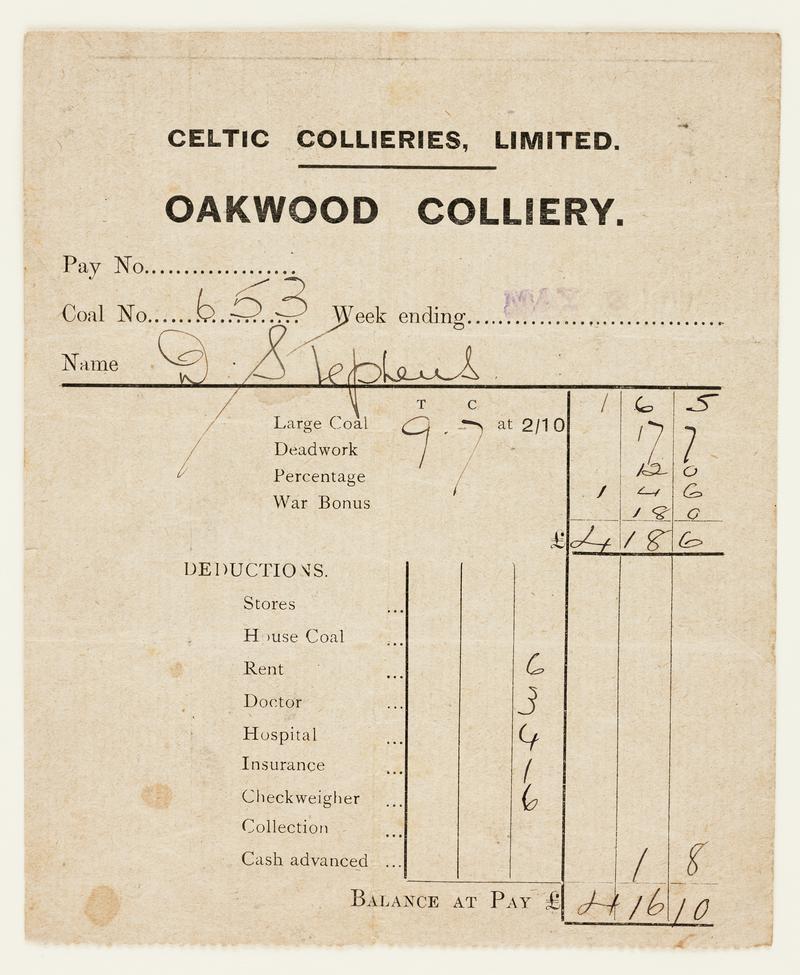 CELTIC COLLIERIES, LIMITED.
OAKWOOD COLLIERY.
Pay No...................
Coal No......653...... Week ending.................................
Name D. Stephens.
T C 1 6 5
Large Coal 9.7 at 2/10
Deadwork 17 7
Percentage 12 0
War Bonus 1 4 6
18 0
£ 4 18 6
DEDUCTIONS.
Stores ...
House Coal ...
Rent ... 6
Doctor ... 3
Hospital ... 4
Insurance ... 1
Checkweigher ... 6
Collection ...
Cash advanced ... 1 8
BALANCE AT PAY £ 4 16 10